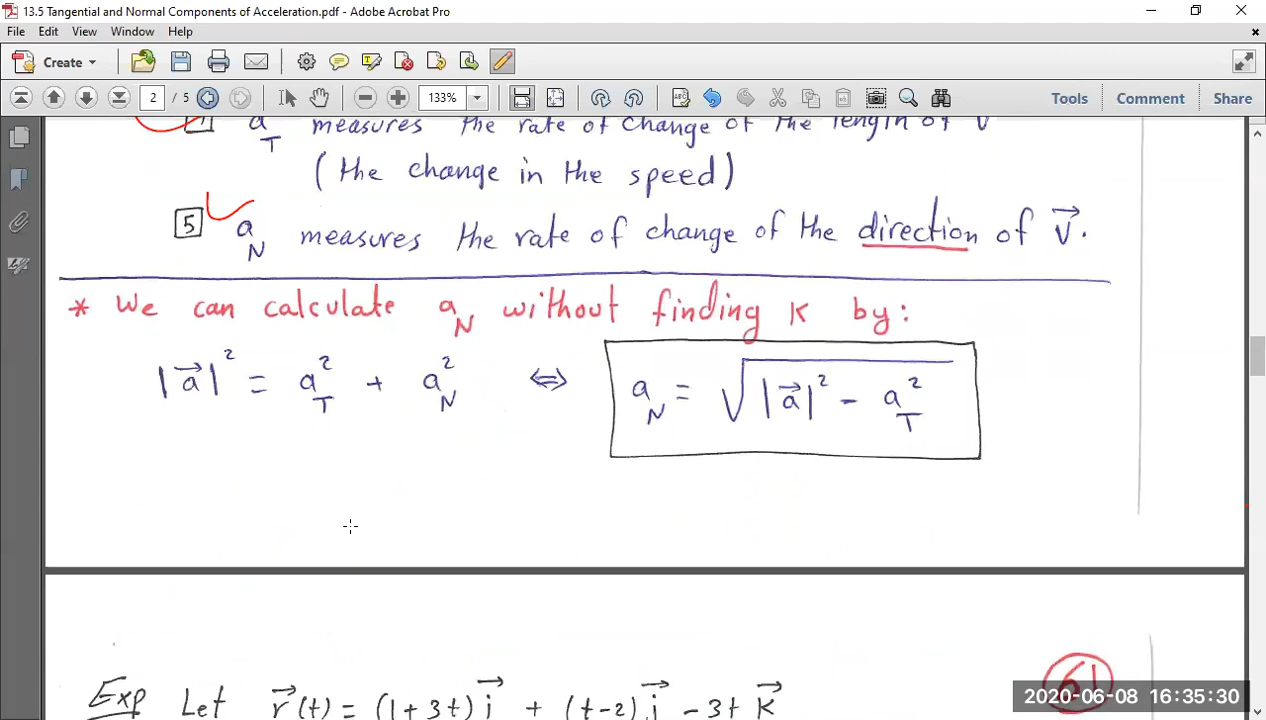 13.5 Tangential and Normal Components of Acceleration.pdf - Adobe Acrobat Pro
File Edit View Window Help
Create
2 / 5 133% Tools Comment Share
a_T measures the rate of change of the length of v
(the change in the speed)
5 a_N measures the rate of change of the direction of v⃗.
* We can calculate a_N without finding K by:
|a⃗|² = a_T² + a_N² ⇔ a_N = √(|a⃗|² - a_T²)
61
Exp Let r⃗(t) = (1+3t) i⃗ + (t-2) j⃗ - 3t k⃗
2020-06-08 16:35:30